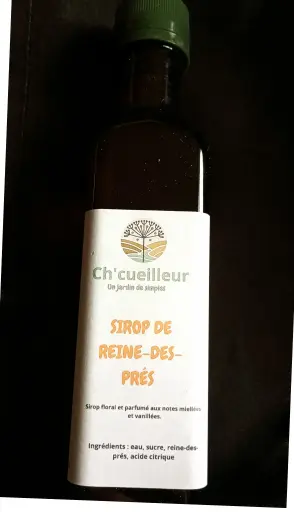 Ch'cueilleur
Un jardin de simples
SIROP DE
REINE-DES-
PRÉS
Sirop floral et parfumé aux notes miellées
et vanillées.
Ingrédients : eau, sucre, reine-des-
prés, acide citrique